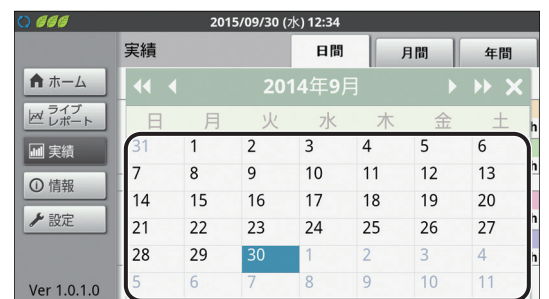 2015/09/30 (水) 12:34
実績 日間 月間 年間
ホーム
ライブレポート
実績
情報
設定
Ver 1.0.1.0
2014年9月
日 月 火 水 木 金 土
31 1 2 3 4 5 6
7 8 9 10 11 12 13
14 15 16 17 18 19 20
21 22 23 24 25 26 27
28 29 30 1 2 3 4
5 6 7 8 9 10 11
h
h
h
h
h